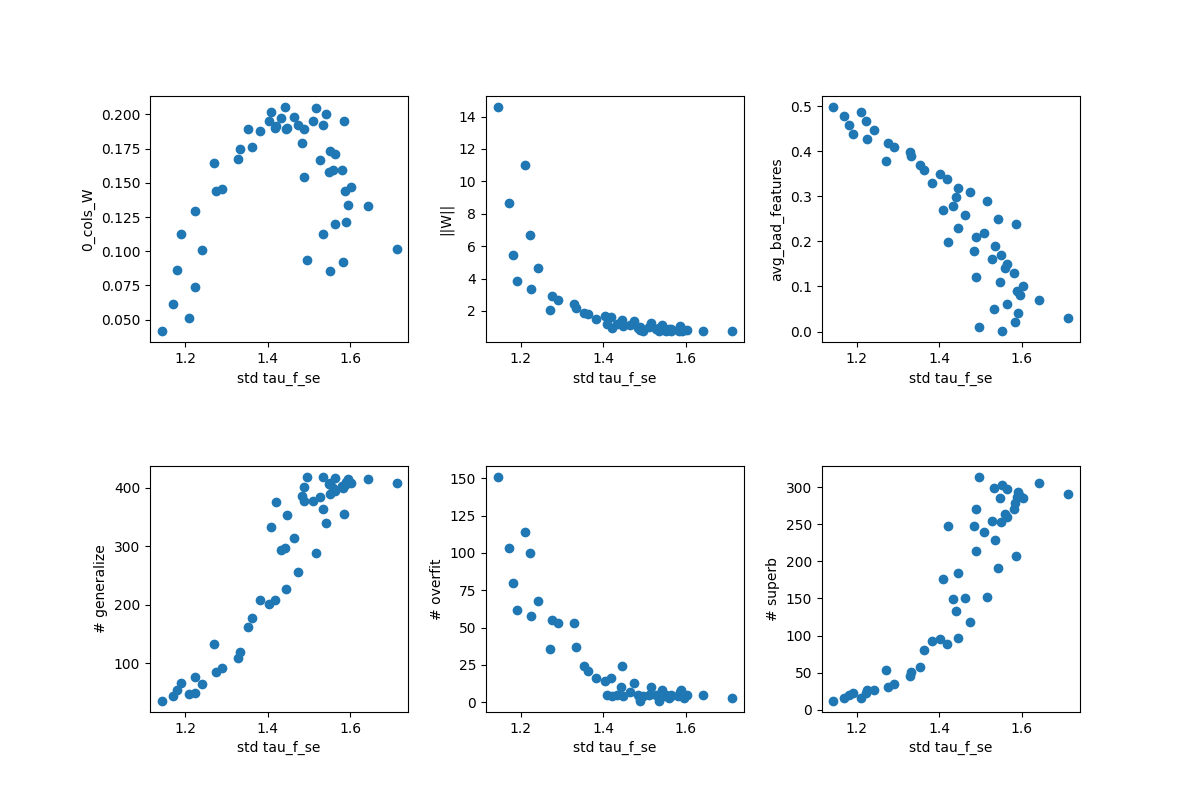 0.200
0.175
0.150
0.125
0.100
0.075
0.050
0_cols_W
1.2 1.4 1.6
std tau_f_se
14
12
10
8
6
4
2
||W||
1.2 1.4 1.6
std tau_f_se
0.5
0.4
0.3
0.2
0.1
0.0
avg_bad_features
1.2 1.4 1.6
std tau_f_se
400
300
200
100
# generalize
1.2 1.4 1.6
std tau_f_se
150
125
100
75
50
25
0
# overfit
1.2 1.4 1.6
std tau_f_se
300
250
200
150
100
50
0
# superb
1.2 1.4 1.6
std tau_f_se